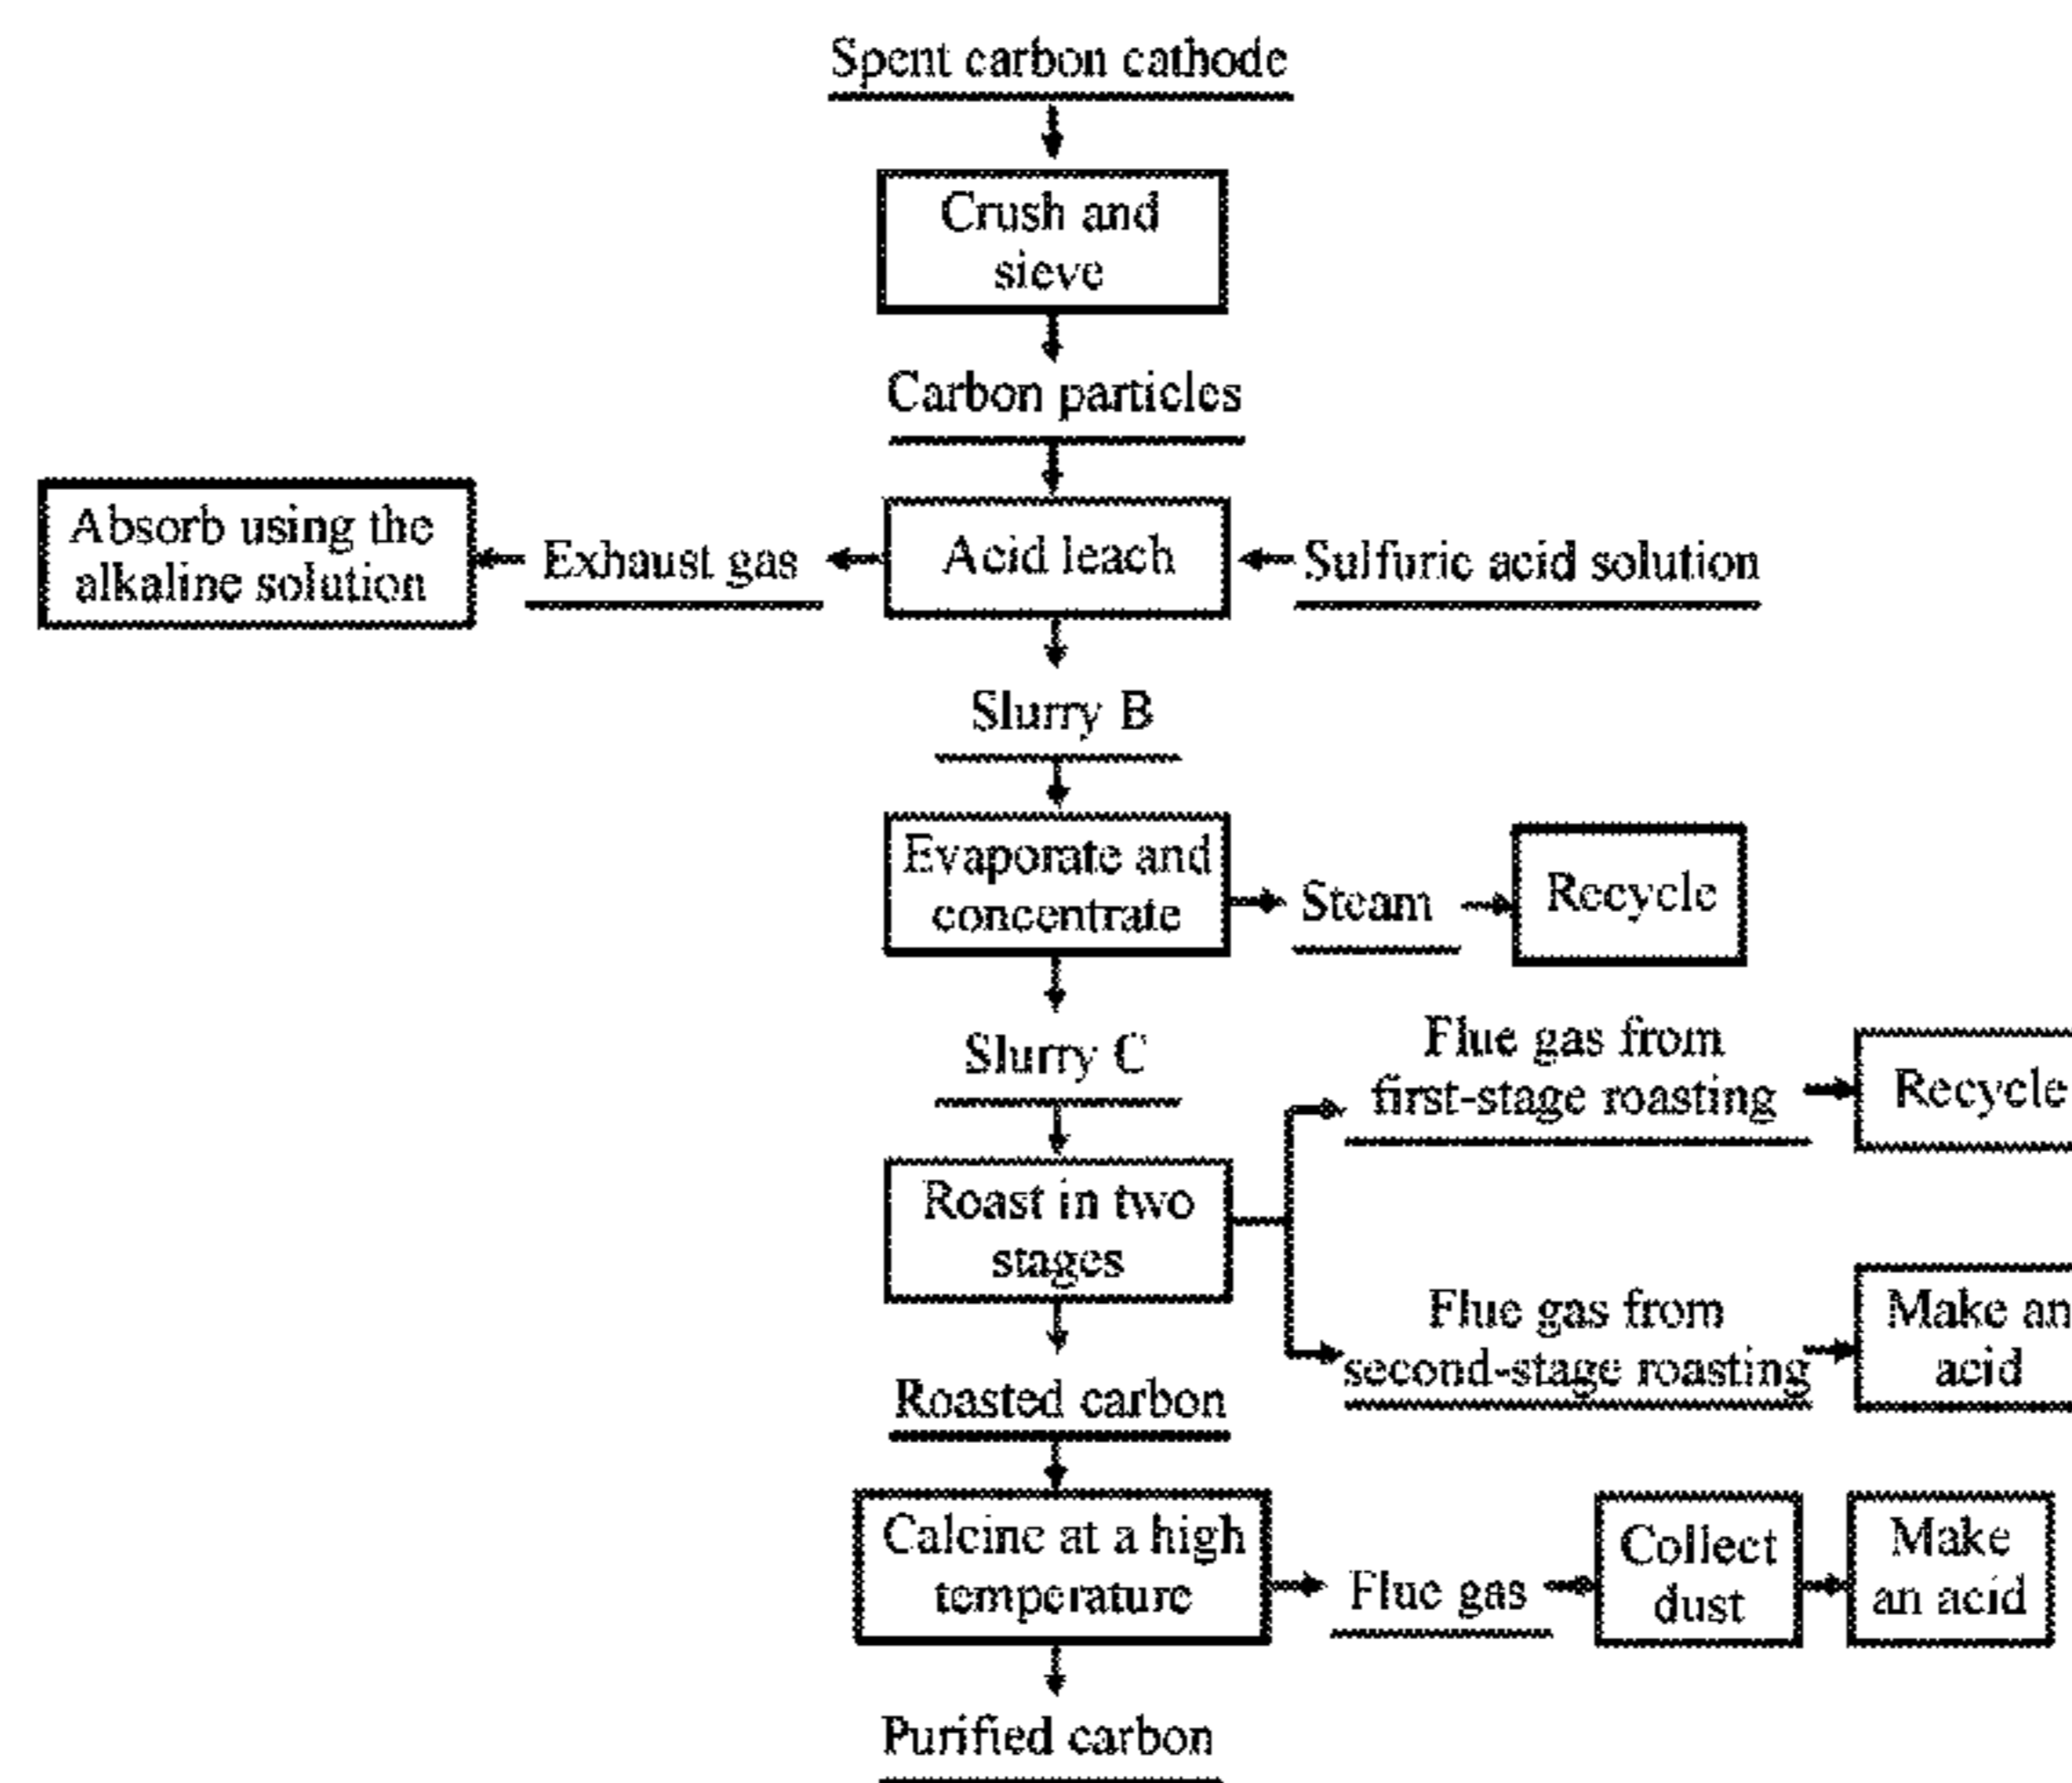 Spent carbon cathode
Crush and
sieve
Carbon particles
Absorb using the
alkaline solution
Exhaust gas
Acid leach
Sulfuric acid solution
Slurry B
Evaporate and
concentrate
Steam
Recycle
Slurry C
Flue gas from
first-stage roasting
Recycle
Roast in two
stages
Flue gas from
second-stage roasting
Make an
acid
Roasted carbon
Calcine at a high
temperature
Flue gas
Collect
dust
Make
an acid
Purified carbon